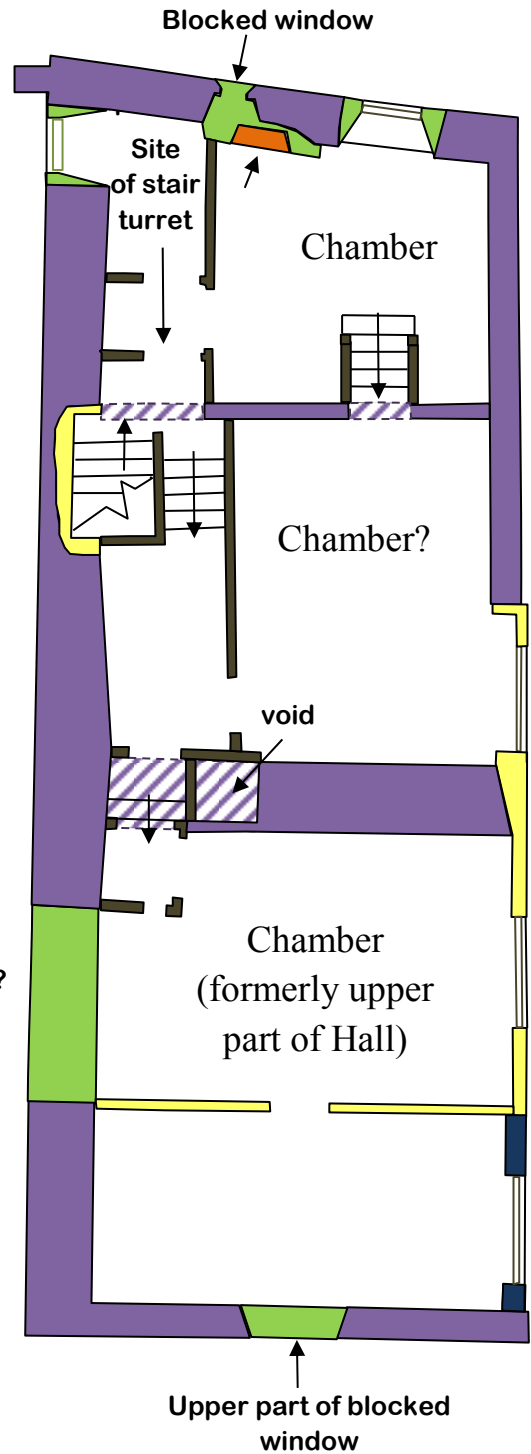 Blocked window
Site
of stair
turret
Chamber
Chamber?
void
?
Chamber
(formerly upper
part of Hall)
Upper part of blocked
window